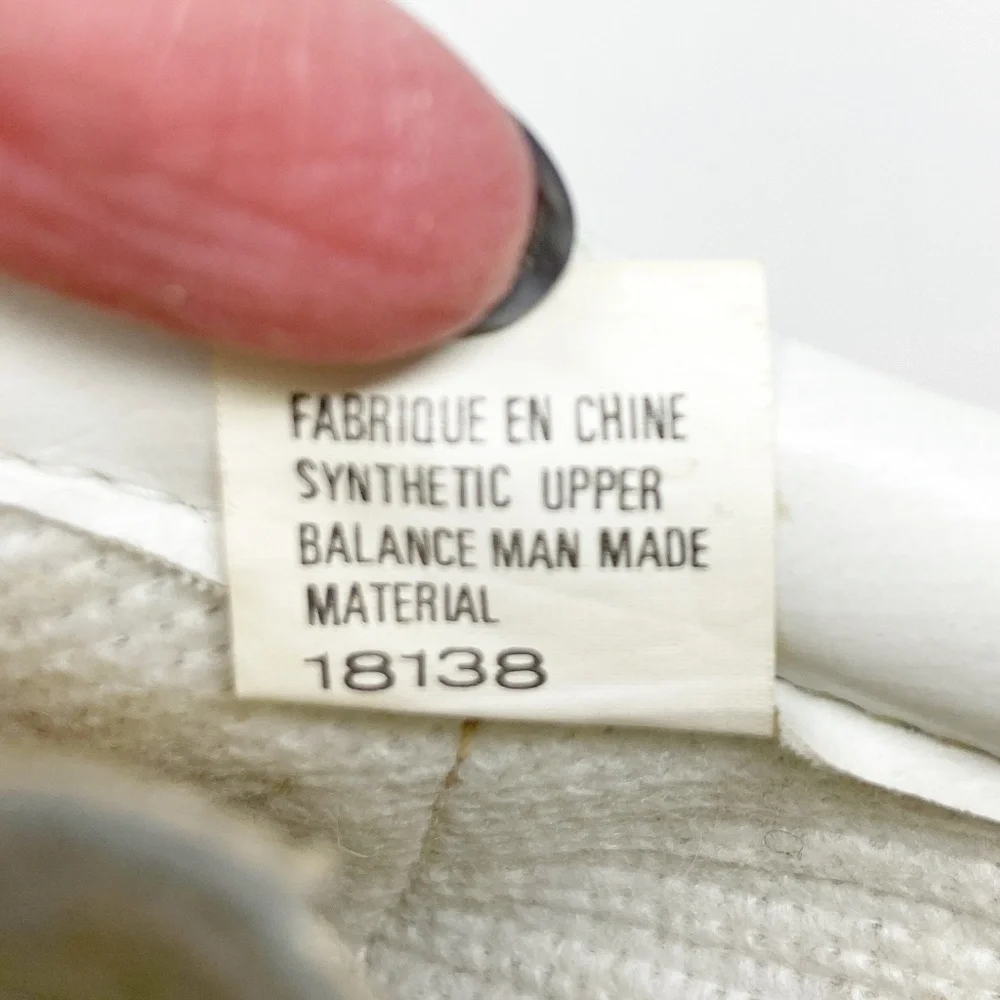 FABRIQUE EN CHINE
SYNTHETIC UPPER
BALANCE MAN MADE
MATERIAL
18138